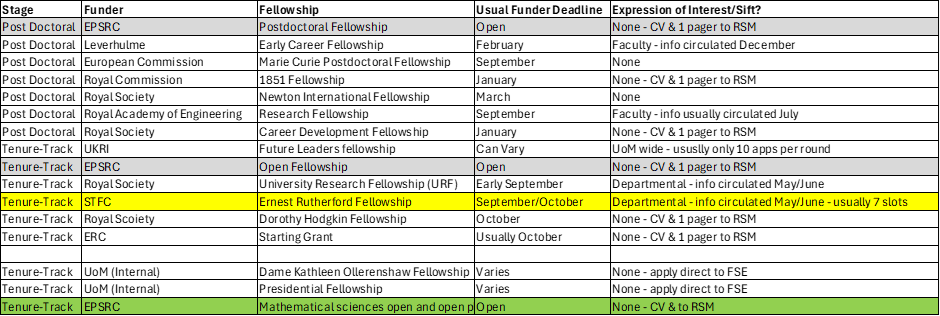 Stage Funder Fellowship Usual Funder Deadline Expression of Interest/Sift?
Post Doctoral EPSRC Postdoctoral Fellowship Open None - CV & 1 pager to RSM
Post Doctoral Leverhulme Early Career Fellowship February Faculty - info circulated December
Post Doctoral European Commission Marie Curie Postdoctoral Fellowship September None
Post Doctoral Royal Commission 1851 Fellowship January None - CV & 1 pager to RSM
Post Doctoral Royal Society Newton International Fellowship March None
Post Doctoral Royal Academy of Engineering Research Fellowship September Faculty - info usually circulated July
Post Doctoral Royal Society Career Development Fellowship January None - CV & 1 pager to RSM
Tenure-Track UKRI Future Leaders fellowship Can Vary UoM wide - ususlly only 10 apps per round
Tenure-Track EPSRC Open Fellowship Open None - CV & 1 pager to RSM
Tenure-Track Royal Society University Research Fellowship (URF) Early September Departmental - info circulated May/June
Tenure-Track STFC Ernest Rutherford Fellowship September/October Departmental - info circulated May/June - usually 7 slots
Tenure-Track Royal Scoiety Dorothy Hodgkin Fellowship October None - CV & 1 pager to RSM
Tenure-Track ERC Starting Grant Usually October None - CV & 1 pager to RSM
Tenure-Track UoM (Internal) Dame Kathleen Ollerenshaw Fellowship Varies None - apply direct to FSE
Tenure-Track UoM (Internal) Presidential Fellowship Varies None - apply direct to FSE
Tenure-Track EPSRC Mathematical sciences open and open p Open None - CV & to RSM